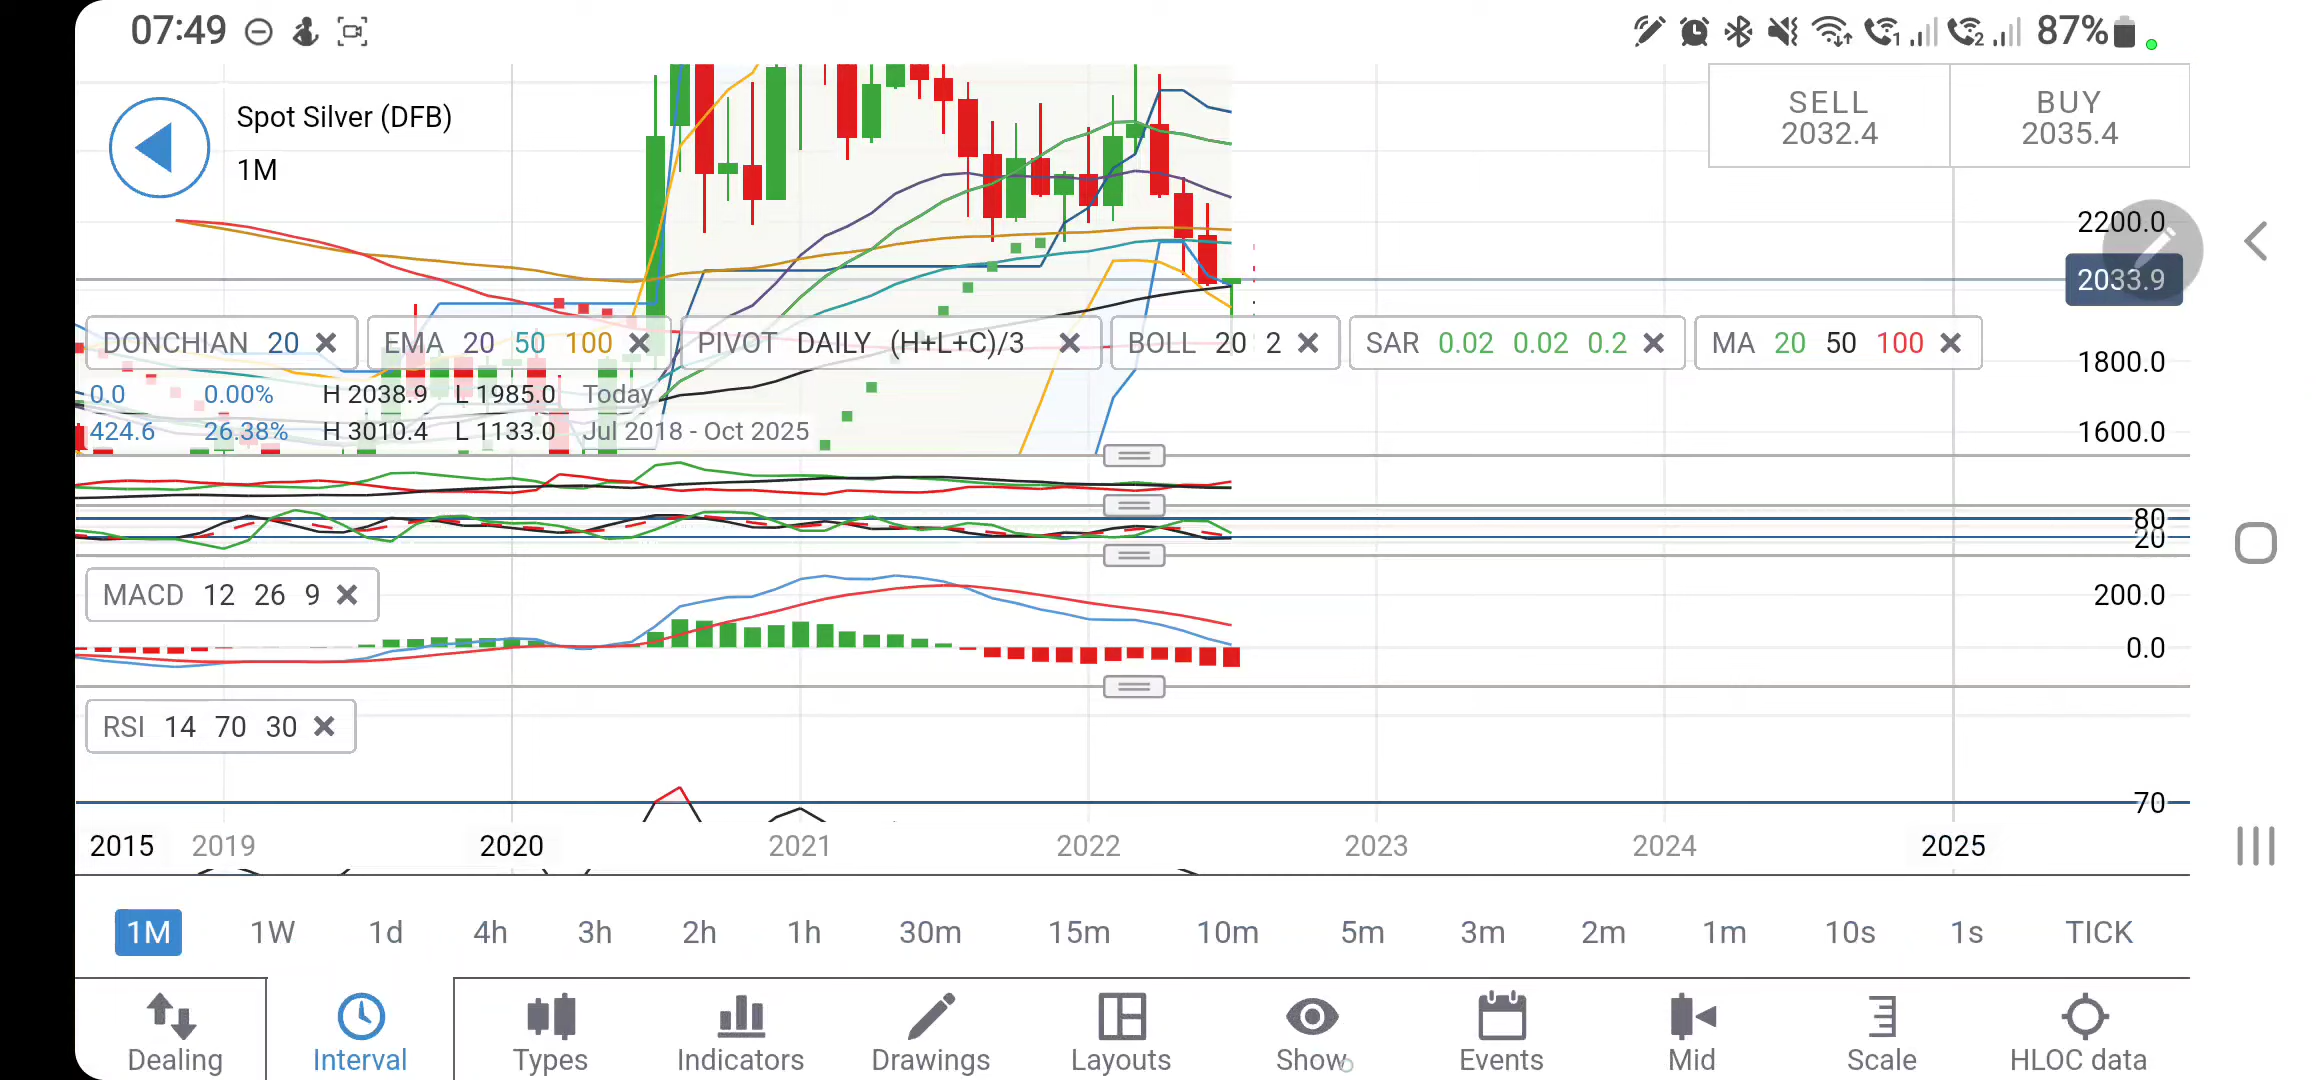 07:49 87%
Spot Silver (DFB)
1M
SELL BUY
2032.4 2035.4
2200.0
2033.9
DONCHIAN 20 EMA 20 50 100 PIVOT DAILY (H+L+C)/3 BOLL 20 2 SAR 0.02 0.02 0.2 MA 20 50 100
1800.0
0.0 0.00% H 2038.9 L 1985.0 Today
424.6 26.38% H 3010.4 L 1133.0 Jul 2018 - Oct 2025
1600.0
80
20
MACD 12 26 9
200.0
0.0
RSI 14 70 30
70
2015 2019 2020 2021 2022 2023 2024 2025
1M 1W 1d 4h 3h 2h 1h 30m 15m 10m 5m 3m 2m 1m 10s 1s TICK
Dealing Interval Types Indicators Drawings Layouts Show Events Mid Scale HLOC data